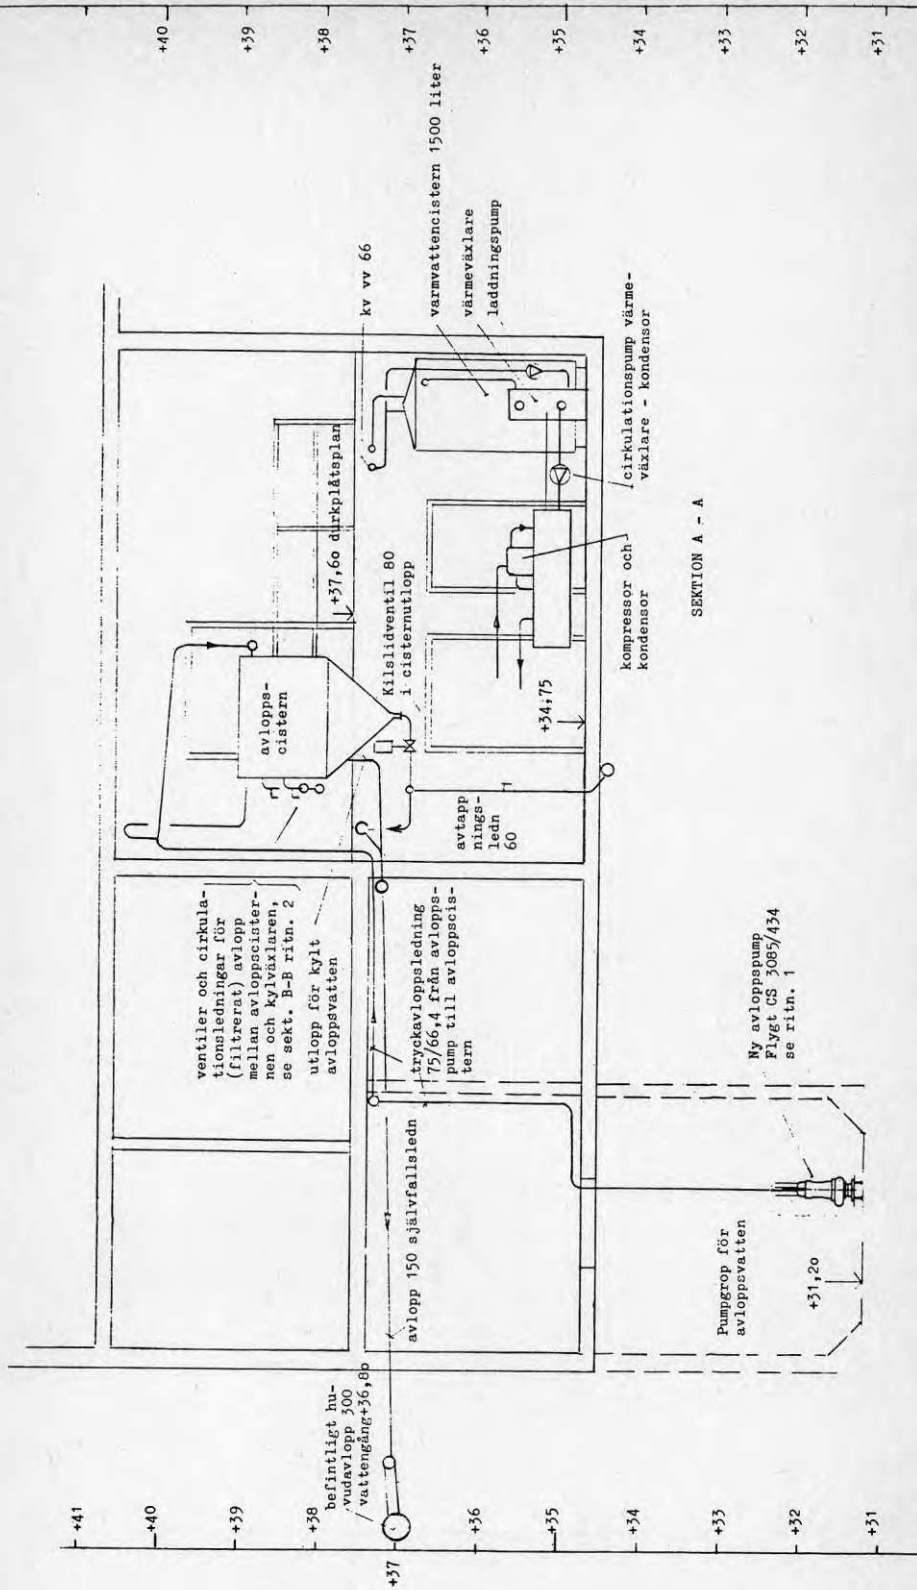 +41
+40
+39
+38
+37
+36
+35
+34
+33
+32
+31
befintligt hu-
vudavlopp 300
vattengång+36,80
avlopp 150 självfallsledn
Pumpgrop för
avloppsvatten
+31,20
Ny avloppspump
Flygt CS 3085/434
se ritn. 1
tryckavloppsledning
75/66,4 från avlopps-
pump till avloppscis-
tern
ventiler och cirkula-
tionsledningar för
(filtrerat) avlopp
mellan avloppscister-
nen och kylväxlaren,
se sekt. B-B ritn. 2
utlopp för kylt
avloppsvatten
avlopps-
cistern
avtapp
nings-
ledn
60
Kilslidventil 80
i cisternutlopp
+37,60 durkplåtsplan
+34,75
kompressor och
kondensor
cirkulationspump värme-
växlare - kondensor
kv vv 66
varmvattencistern 1500 liter
värmeväxlare
laddningspump
SEKTION A - A
+40
+39
+38
+37
+36
+35
+34
+33
+32
+31